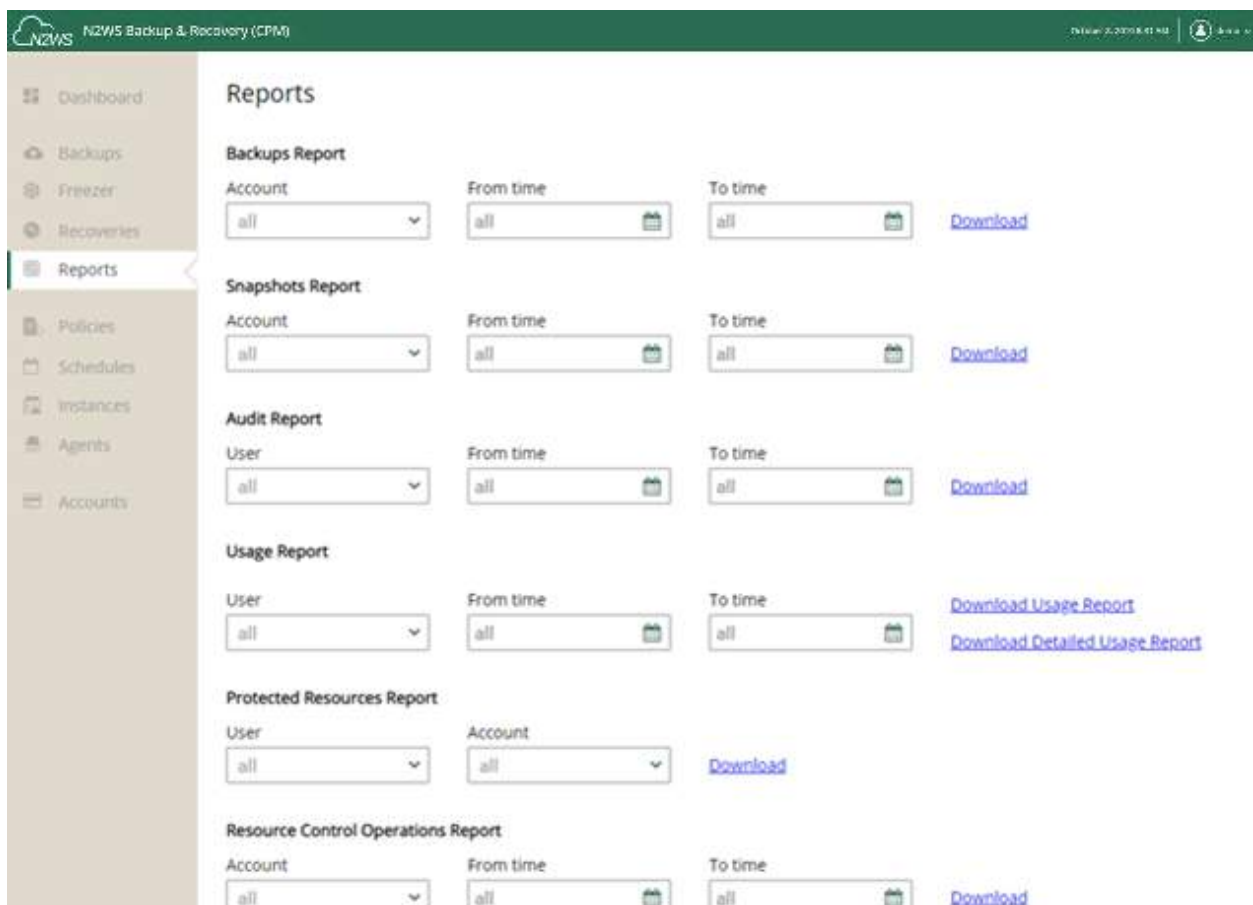 N2WS N2WS Backup & Recovery (CPM)
Dashboard
Backups
Freezer
Recoveries
Reports
Policies
Schedules
Instances
Agents
Accounts
Reports
Backups Report
Account From time To time
all all all Download
Snapshots Report
Account From time To time
all all all Download
Audit Report
User From time To time
all all all Download
Usage Report
User From time To time
Download Usage Report
all all all
Download Detailed Usage Report
Protected Resources Report
User Account
all all Download
Resource Control Operations Report
Account From time To time
all all all Download